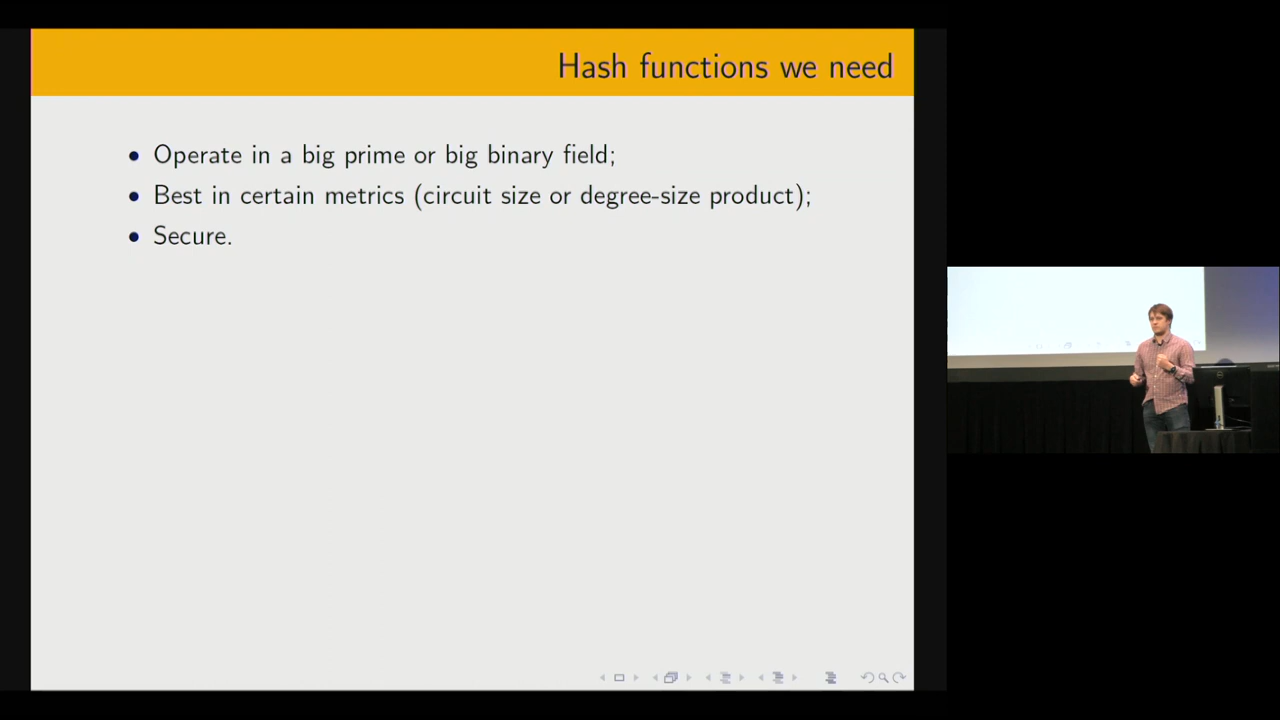 Hash functions we need
• Operate in a big prime or big binary field;
• Best in certain metrics (circuit size or degree-size product);
• Secure.